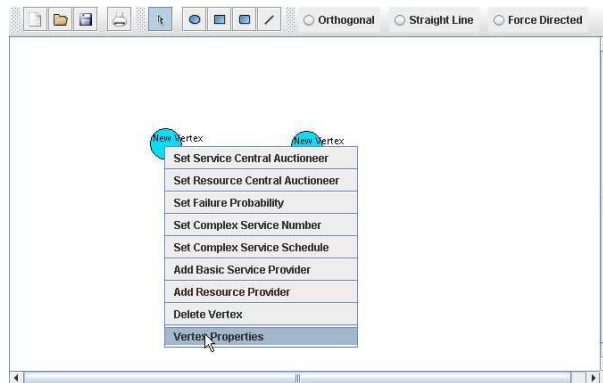 Orthogonal Straight Line Force Directed
New Vertex New Vertex
Set Service Central Auctioneer
Set Resource Central Auctioneer
Set Failure Probability
Set Complex Service Number
Set Complex Service Schedule
Add Basic Service Provider
Add Resource Provider
Delete Vertex
Vertex Properties